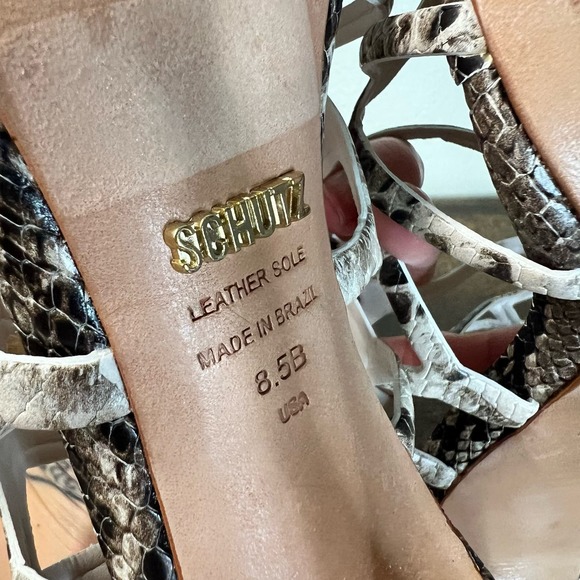 SCHUTZ
LEATHER SOLE
MADE IN BRAZIL
8.5B
USA